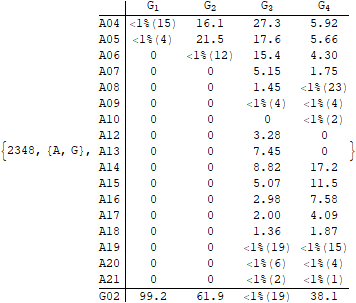 G1 G2 G3 G4
A04 <1%(15) 16.1 27.3 5.92
A05 <1%(4) 21.5 17.6 5.66
A06 0 <1%(12) 15.4 4.30
A07 0 0 5.15 1.75
A08 0 0 1.45 <1%(23)
A09 0 0 <1%(4) <1%(4)
A10 0 0 0 <1%(2)
A12 0 0 3.28 0
{2348, {A, G}, A13 0 0 7.45 0 }
A14 0 0 8.82 17.2
A15 0 0 5.07 11.5
A16 0 0 2.98 7.58
A17 0 0 2.00 4.09
A18 0 0 1.36 1.87
A19 0 0 <1%(19) <1%(15)
A20 0 0 <1%(6) <1%(4)
A21 0 0 <1%(2) <1%(1)
G02 99.2 61.9 <1%(19) 38.1